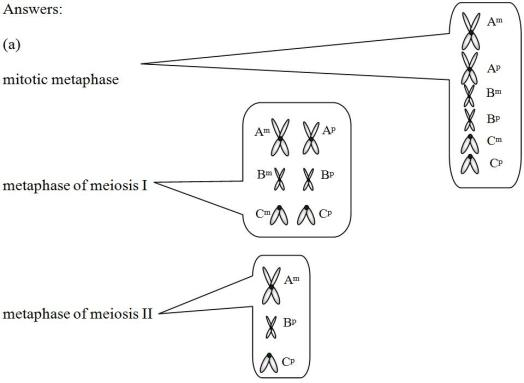 Answers:
(a)
mitotic metaphase
Aᵐ
Aᵖ
Bᵐ
Bᵖ
Cᵐ
Cᵖ
metaphase of meiosis I
Aᵐ Aᵖ
Bᵐ Bᵖ
Cᵐ Cᵖ
metaphase of meiosis II
Aᵐ
Bᵖ
Cᵖ